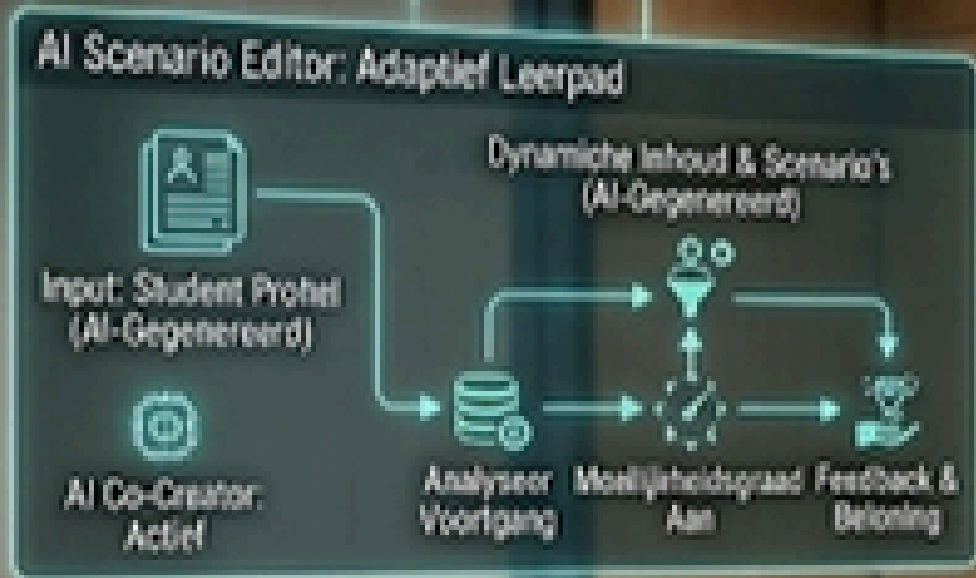 AI Scenario Editor: Adaptief Leerpad
Dynamiche Inhoud & Scenario's
(AI-Gegenereerd)
Input: Student Profiel
(AI-Gegenereerd)
AI Co-Creator:
Actief
Analyseer
Voortgang
Moeilijkheidsgraad
Aan
Feedback &
Beloning